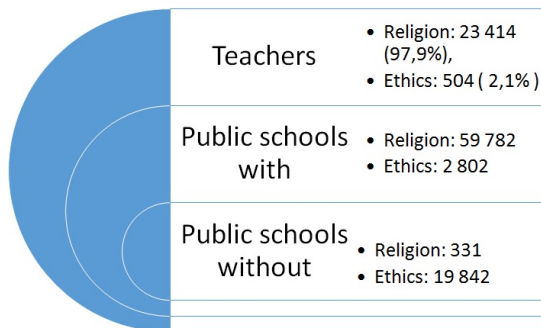 Teachers
• Religion: 23 414
(97,9%),
• Ethics: 504 ( 2,1% )
Public schools
with
• Religion: 59 782
• Ethics: 2 802
Public schools
without
• Religion: 331
• Ethics: 19 842